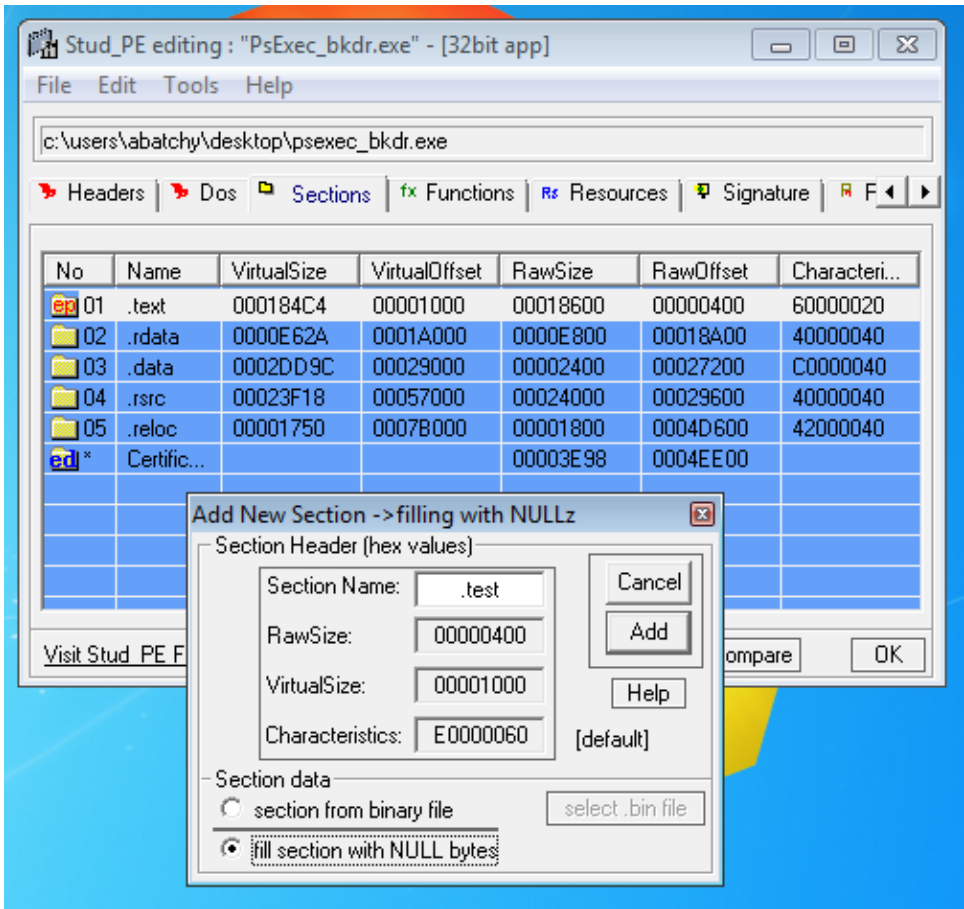 Stud_PE editing : "PsExec_bkdr.exe" - [32bit app]
File Edit Tools Help
c:\users\abatchy\desktop\psexec_bkdr.exe
Headers Dos Sections fx Functions Rs Resources Signature F
No Name VirtualSize VirtualOffset RawSize RawOffset Characteri...
ep 01 .text 000184C4 00001000 00018600 00000400 60000020
02 .rdata 0000E62A 0001A000 0000E800 00018A00 40000040
03 .data 0002DD9C 00029000 00002400 00027200 C0000040
04 .rsrc 00023F18 00057000 00024000 00029600 40000040
05 .reloc 00001750 0007B000 00001800 0004D600 42000040
ed * Certific... 00003E98 0004EE00
Add New Section ->filling with NULLz
Section Header (hex values)
Section Name: .test Cancel
RawSize: 00000400 Add
Visit Stud_PE F ompare OK
VirtualSize: 00001000 Help
Characteristics: E0000060 [default]
Section data
section from binary file select .bin file
fill section with NULL bytes